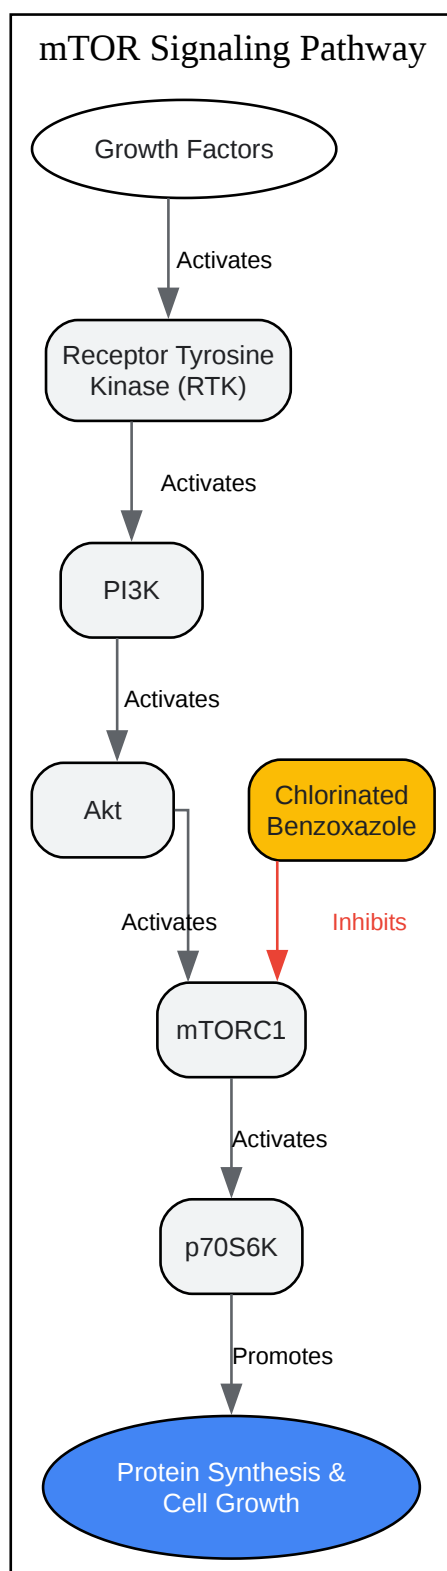 mTOR Signaling Pathway
Growth Factors
Activates
Receptor Tyrosine
Kinase (RTK)
Activates
PI3K
Activates
Akt
Chlorinated
Benzoxazole
Activates
Inhibits
mTORC1
Activates
p70S6K
Promotes
Protein Synthesis &
Cell Growth